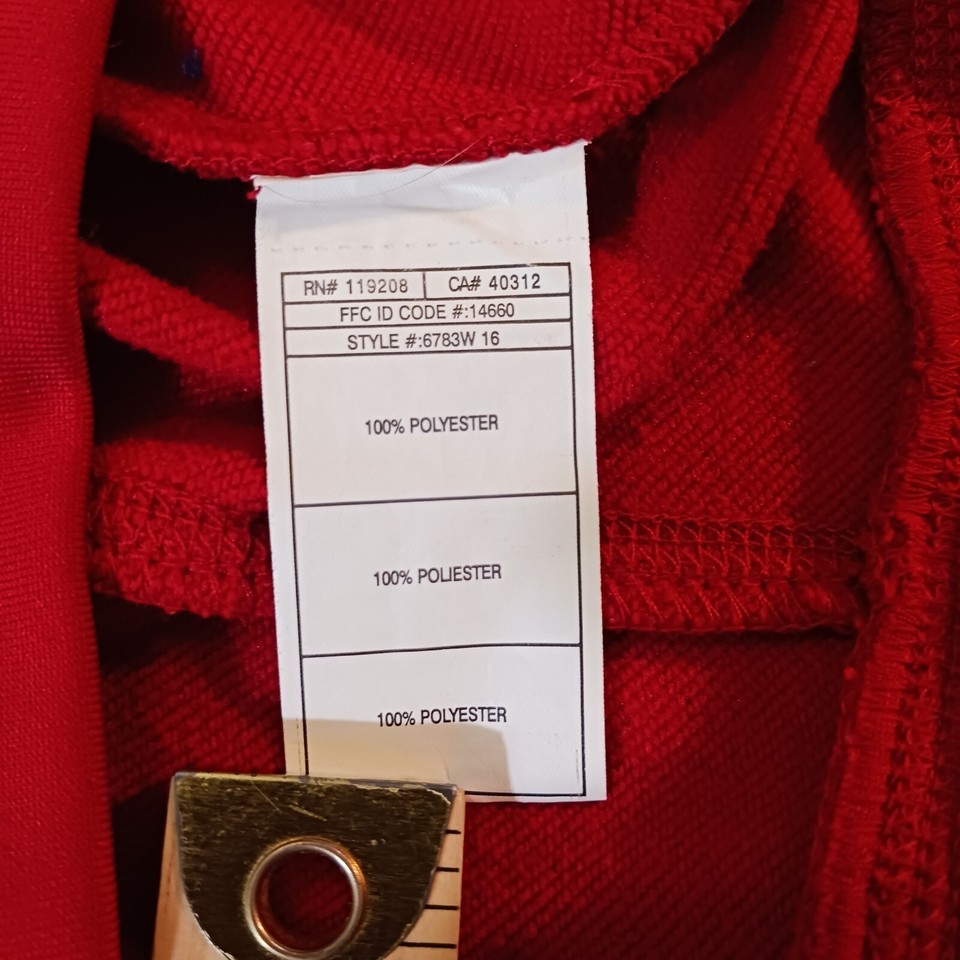 RN# 119208 CA# 40312
FFC ID CODE #:14660
STYLE #:6783W 16
100% POLYESTER
100% POLIESTER
100% POLYESTER